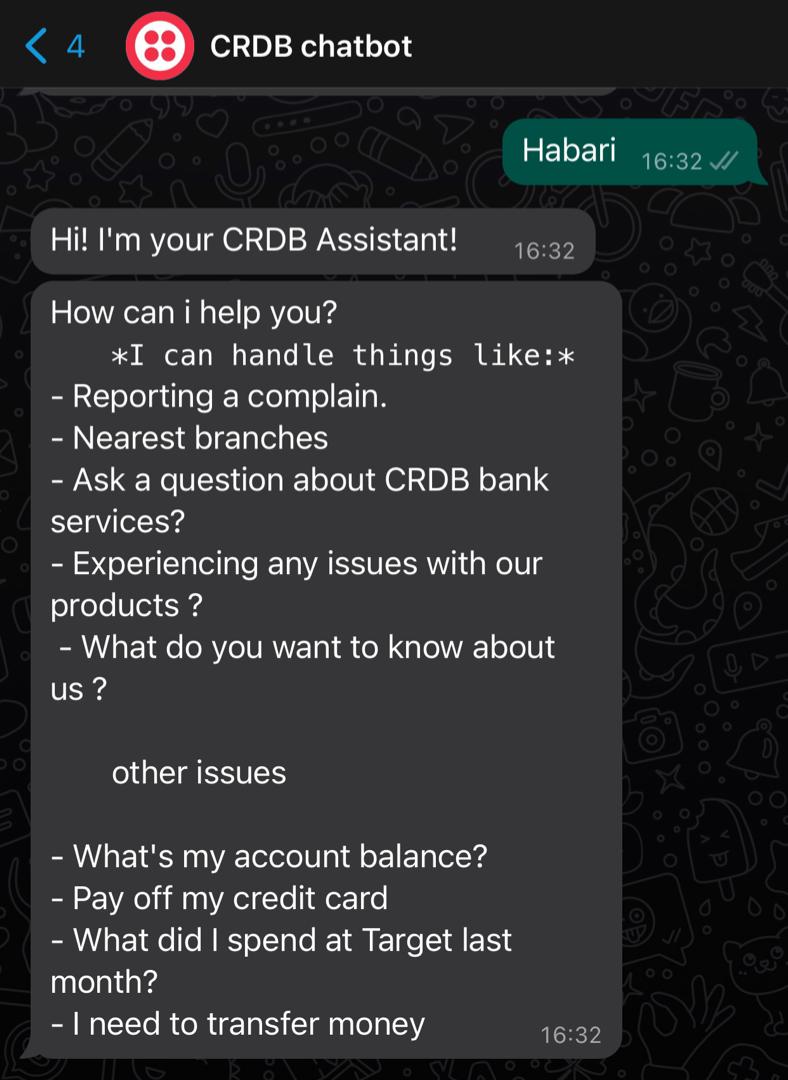 4
CRDB chatbot
Habari 16:32
Hi! I'm your CRDB Assistant! 16:32
How can i help you?
*I can handle things like:*
- Reporting a complain.
- Nearest branches
- Ask a question about CRDB bank
services?
- Experiencing any issues with our
products ?
- What do you want to know about
us ?
other issues
- What's my account balance?
- Pay off my credit card
- What did I spend at Target last
month?
- I need to transfer money 16:32